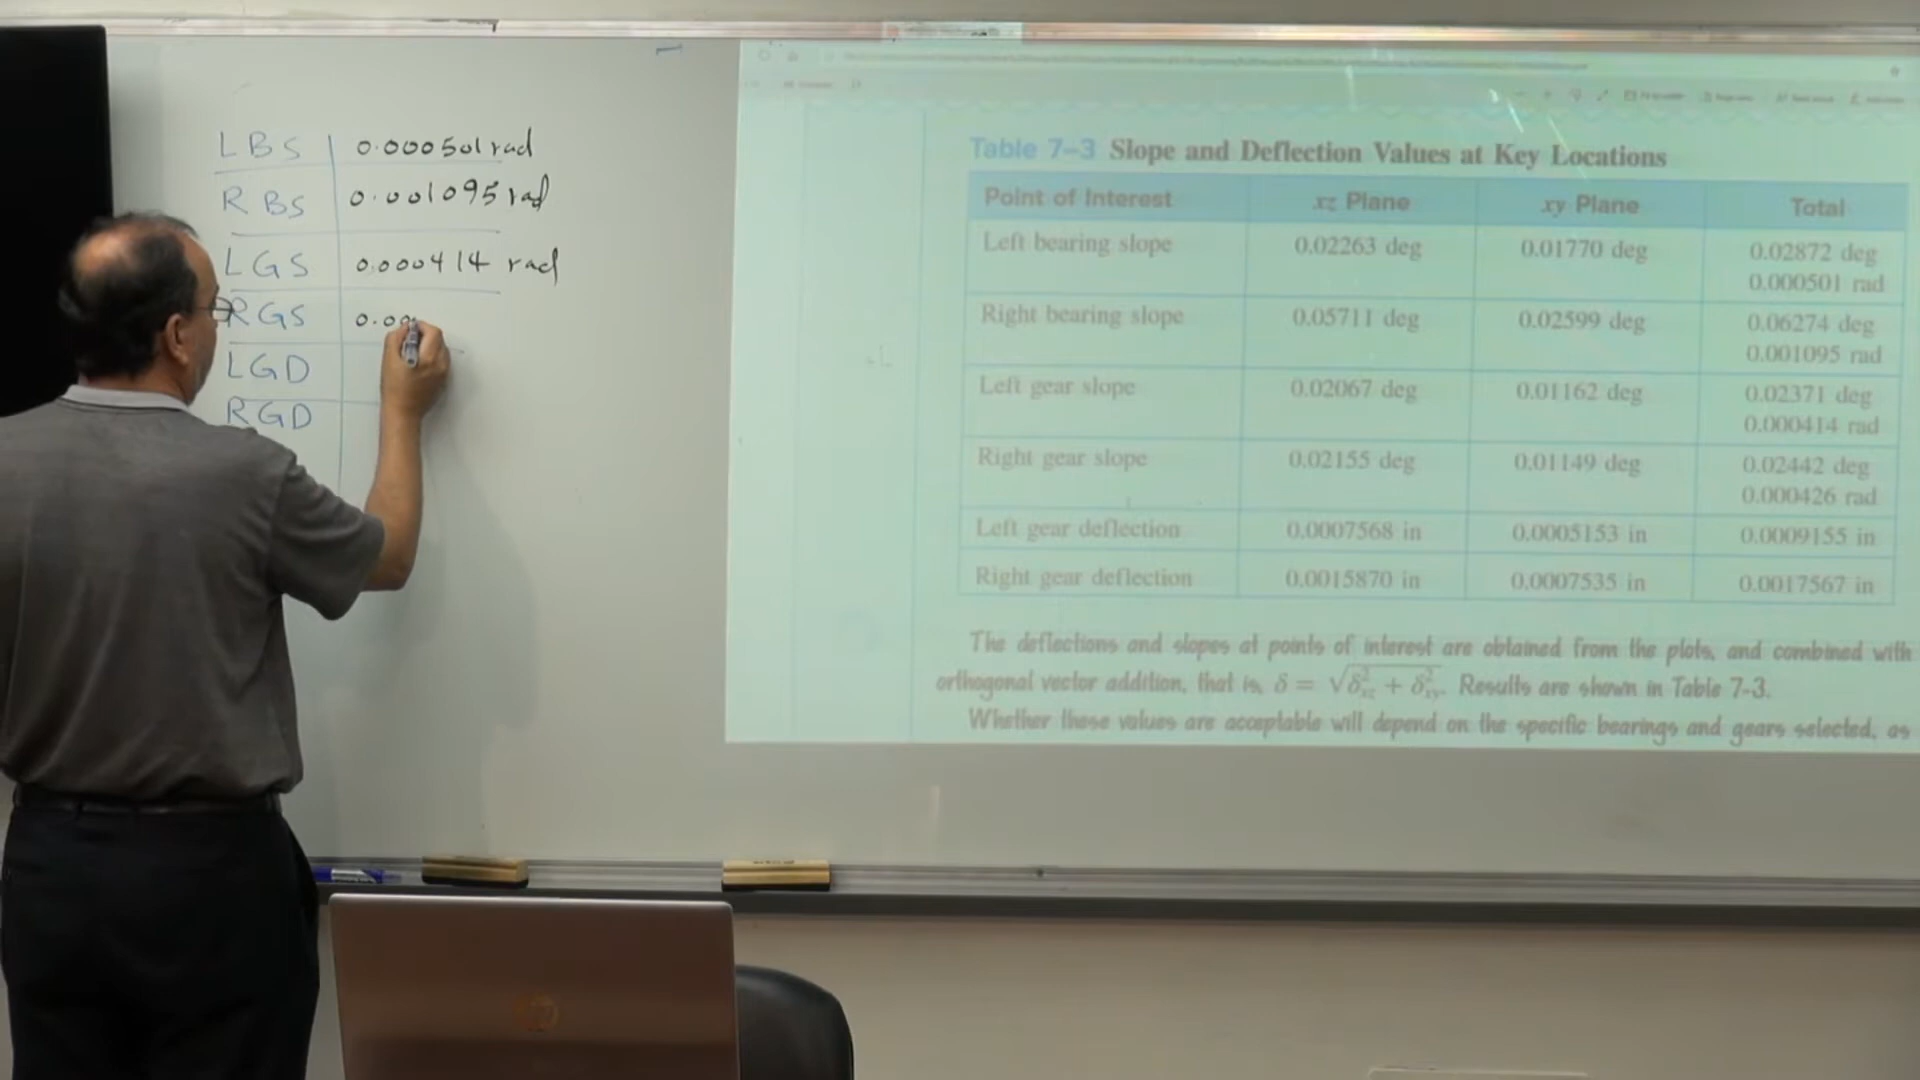 LBS 0.000501 rad
RBS 0.001095 rad
LGS 0.000414 rad
RGS 0.00
LGD
RGD
Table 7–3 Slope and Deflection Values at Key Locations
Point of Interest xz Plane xy Plane Total
Left bearing slope 0.02263 deg 0.01770 deg 0.02872 deg
0.000501 rad
Right bearing slope 0.05711 deg 0.02599 deg 0.06274 deg
0.001095 rad
Left gear slope 0.02067 deg 0.01162 deg 0.02371 deg
0.000414 rad
Right gear slope 0.02155 deg 0.01149 deg 0.02442 deg
0.000426 rad
Left gear deflection 0.0007568 in 0.0005153 in 0.0009155 in
Right gear deflection 0.0015870 in 0.0007535 in 0.0017567 in
The deflections and slopes at points of interest are obtained from the plots, and combined with
orthogonal vector addition, that is, δ = √δ²xz + δ²xy. Results are shown in Table 7-3.
Whether these values are acceptable will depend on the specific bearings and gears selected, as